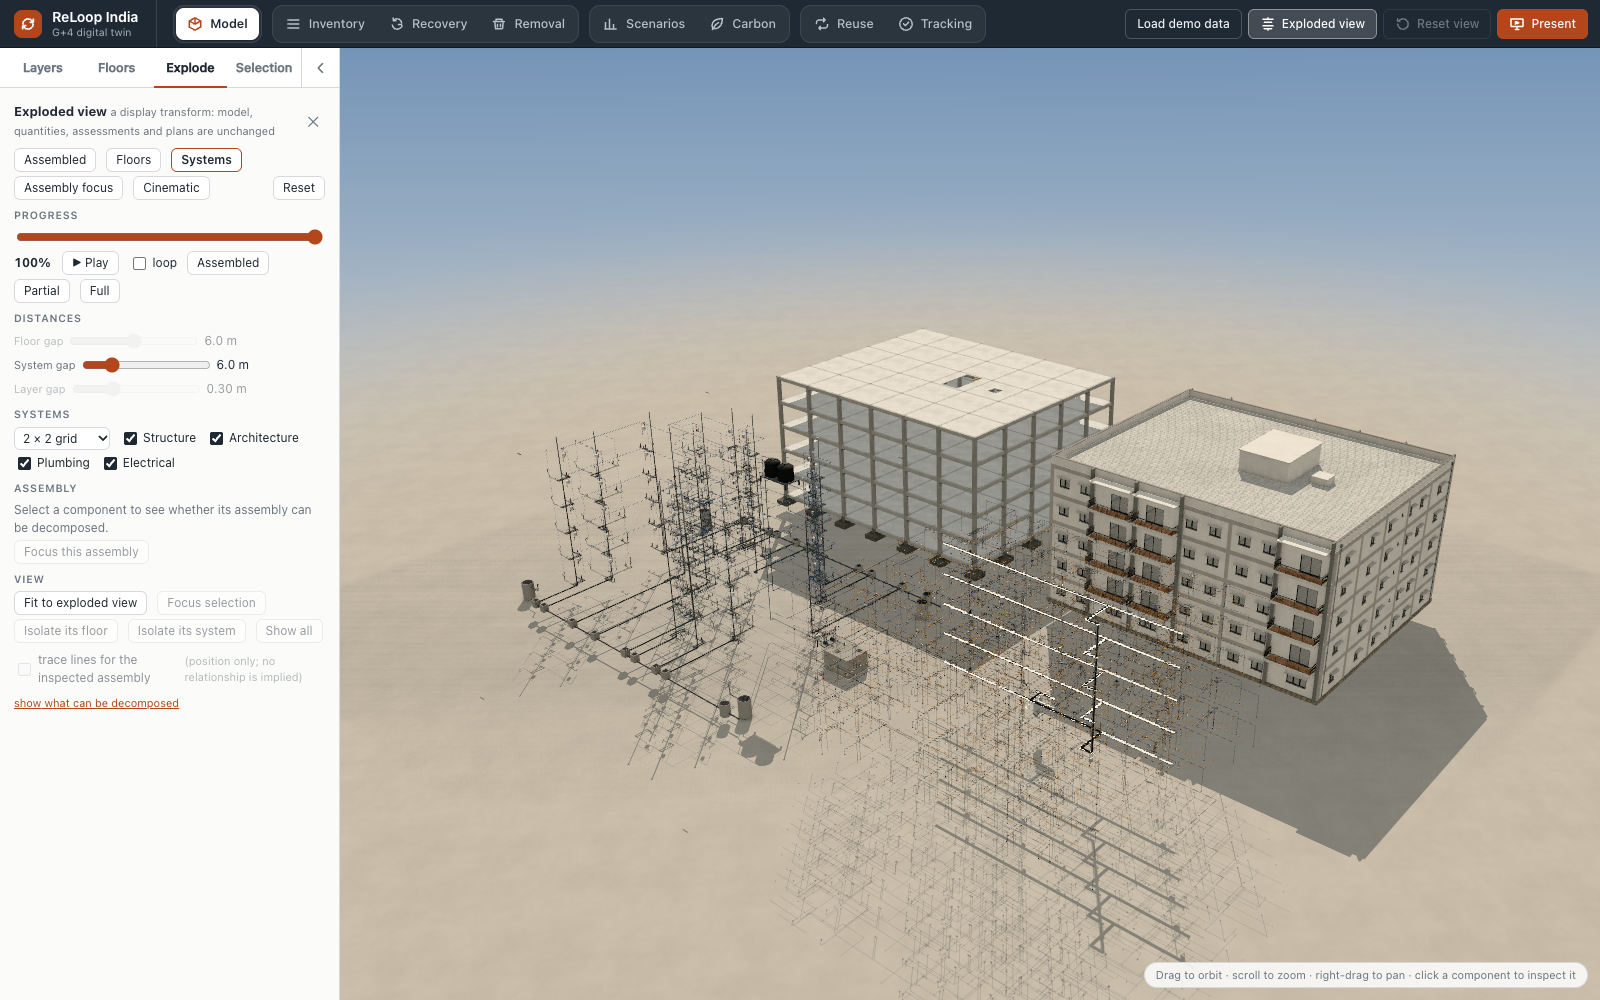 ReLoop India
G+4 digital twin
Model
Inventory
Recovery
Removal
Scenarios
Carbon
Reuse
Tracking
Load demo data
Exploded view
Reset view
Present
Layers
Floors
Explode
Selection
Exploded view a display transform: model,
quantities, assessments and plans are unchanged
Assembled
Floors
Systems
Assembly focus
Cinematic
Reset
PROGRESS
100%
Play
loop
Assembled
Partial
Full
DISTANCES
Floor gap
6.0 m
System gap
6.0 m
Layer gap
0.30 m
SYSTEMS
2 × 2 grid
Structure
Architecture
Plumbing
Electrical
ASSEMBLY
Select a component to see whether its assembly can
be decomposed.
Focus this assembly
VIEW
Fit to exploded view
Focus selection
Isolate its floor
Isolate its system
Show all
trace lines for the
inspected assembly
(position only; no
relationship is implied)
show what can be decomposed
Drag to orbit · scroll to zoom · right-drag to pan · click a component to inspect it